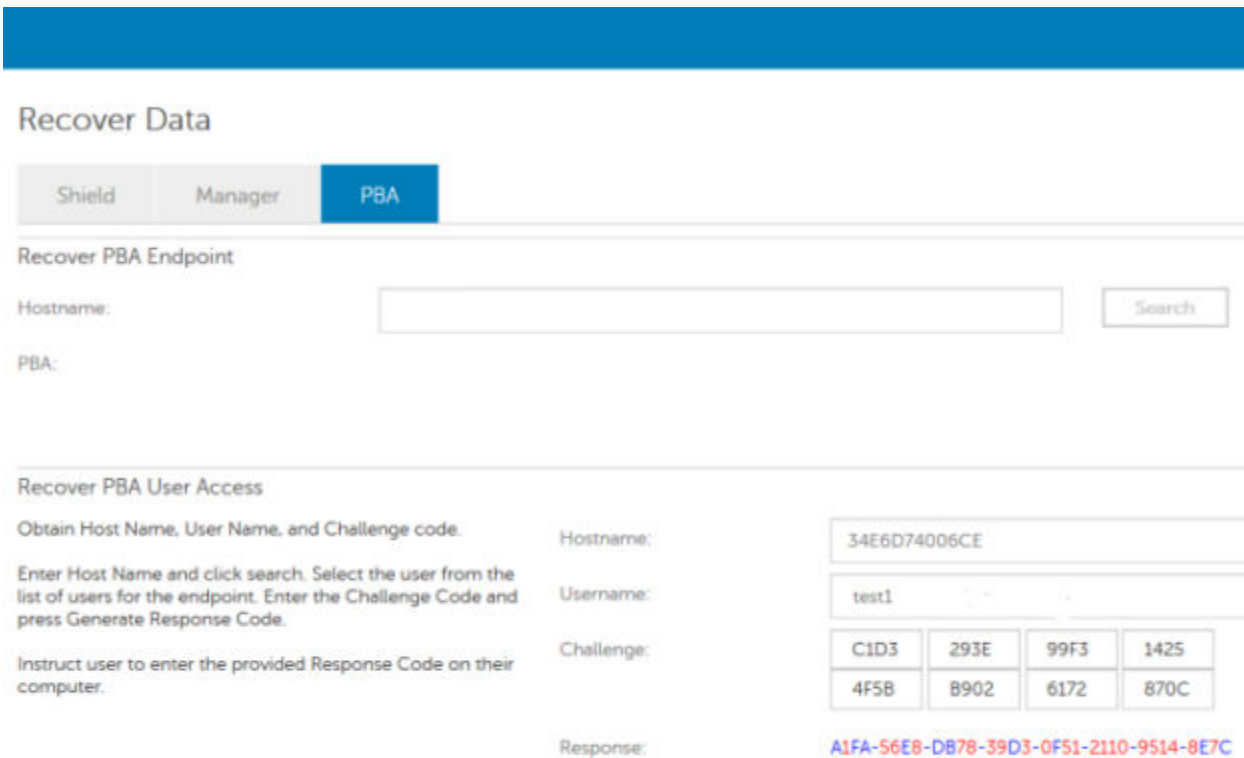 Recover Data
Shield Manager PBA
Recover PBA Endpoint
Hostname: Search
PBA:
Recover PBA User Access
Obtain Host Name, User Name, and Challenge code.
Enter Host Name and click search. Select the user from the
list of users for the endpoint. Enter the Challenge Code and
press Generate Response Code.
Instruct user to enter the provided Response Code on their
computer.
Hostname: 34E6D74006CE
Username: test1
Challenge: C1D3 293E 99F3 1425
4F5B B902 6172 870C
Response: A1FA-56E8-DB78-39D3-0F51-2110-9514-8E7C